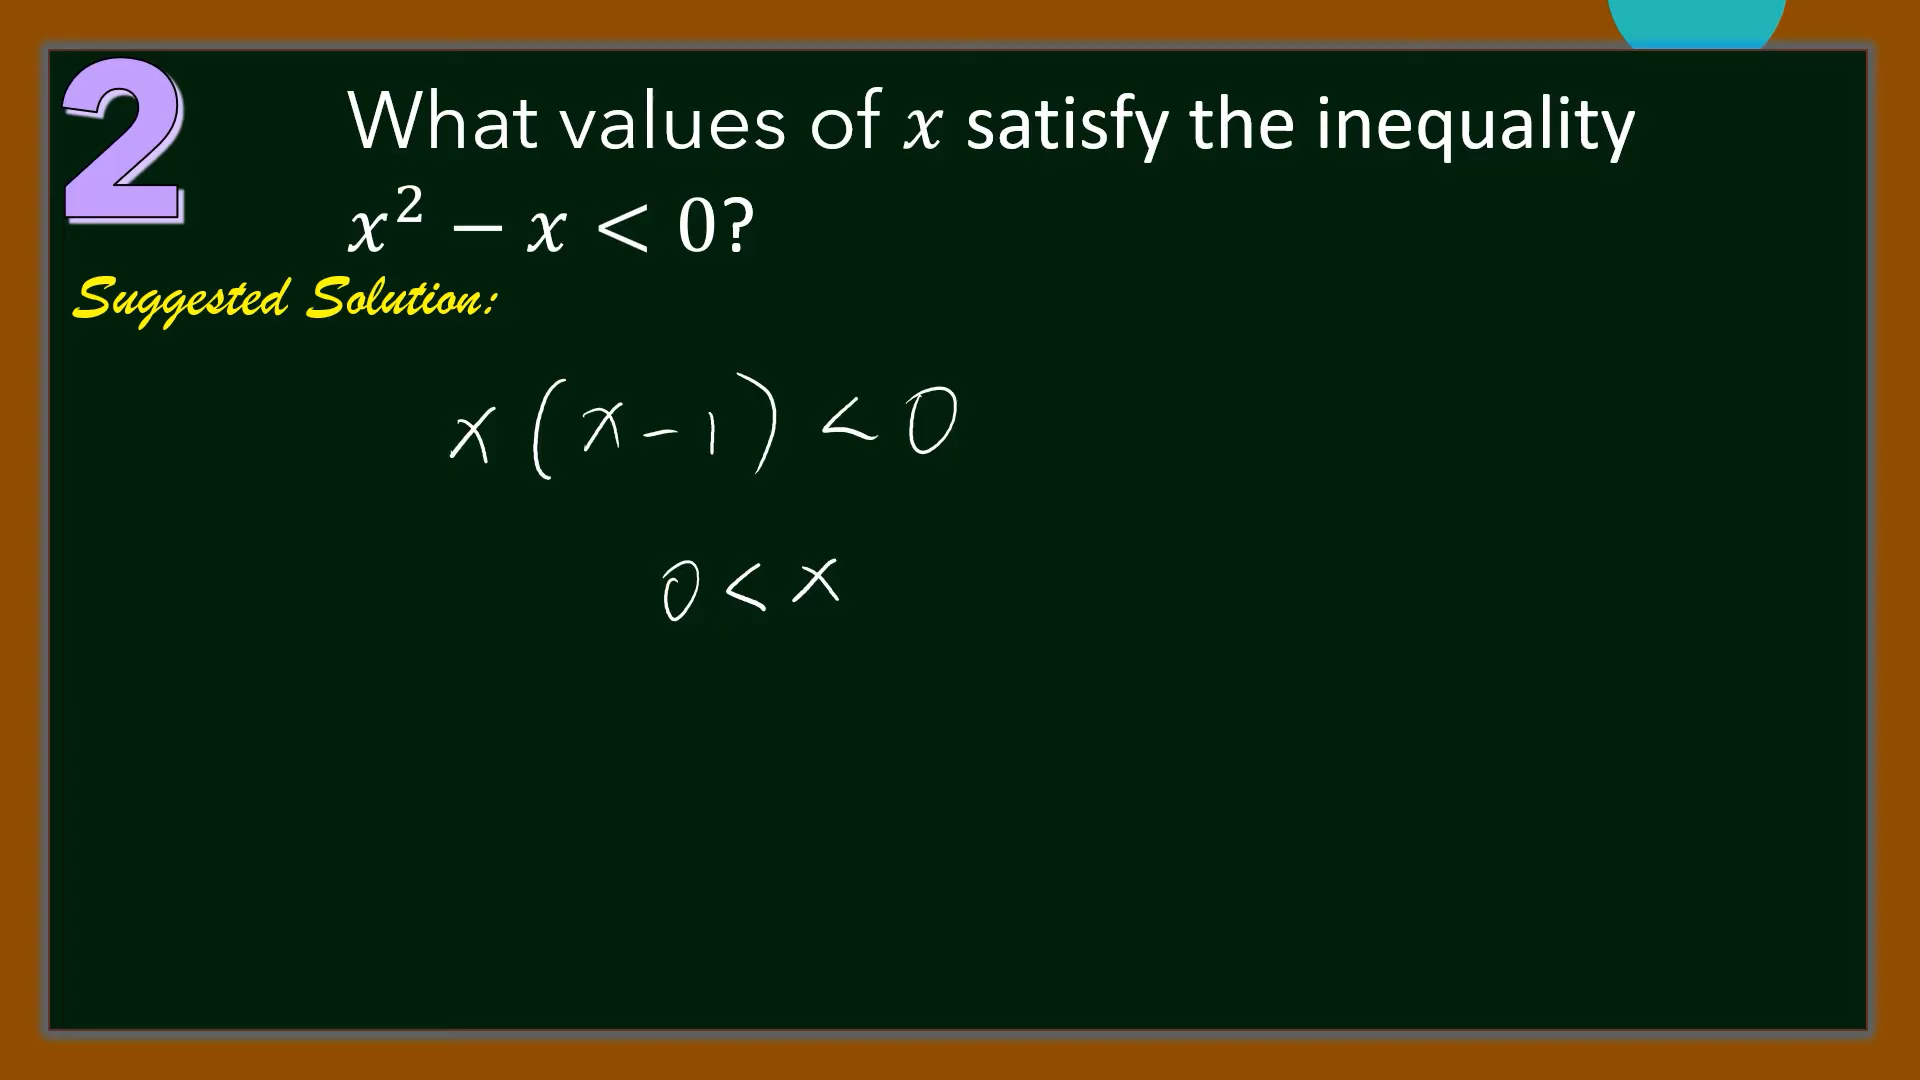 2
What values of x satisfy the inequality
x² − x < 0?
Suggested Solution:
x (x - 1) < 0
0 < x